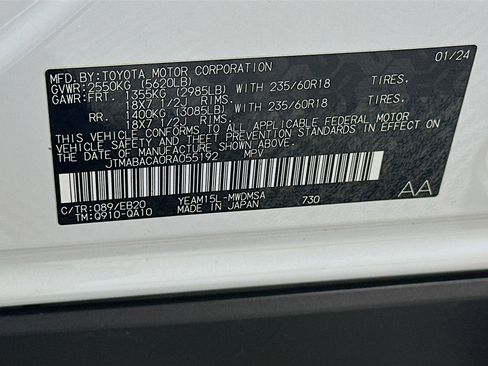 MFD. BY: TOYOTA MOTOR CORPORATION 01/24
GVWR: 2550KG (5620LB)
GAWR: FRT. 1355KG (2985LB) WITH 235/60R18 TIRES.
18X7 1/2J RIMS.
RR. 1400KG (3085LB) WITH 235/60R18 TIRES.
18X7 1/2J RIMS.
THIS VEHICLE CONFORMS TO ALL APPLICABLE FEDERAL MOTOR
VEHICLE SAFETY AND THEFT PREVENTION STANDARDS IN EFFECT
ON THE DATE OF MANUFACTURE SHOWN ABOVE.
JTMABACA0RA055192 MPV
AA
C/TR: 089/EB20 YEAM15L-MWDMSA 730
TM: Q910-QA10 MADE IN JAPAN